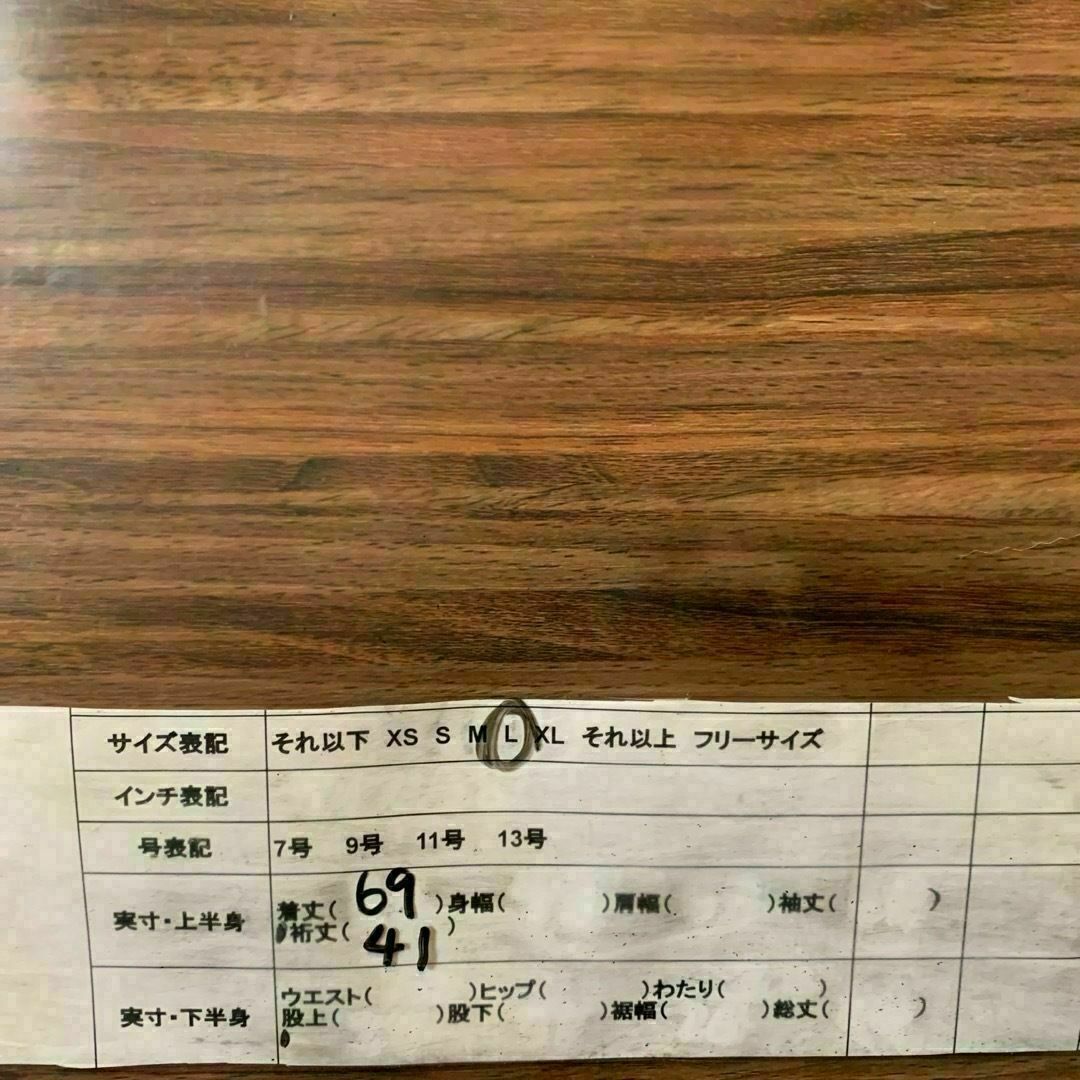 サイズ表記 それ以下 XS S M L XL それ以上 フリーサイズ
インチ表記
号表記 7号 9号 11号 13号
実寸・上半身 着丈( 69 )身幅( )肩幅( )袖丈( )
裄丈( 41 )
実寸・下半身 ウエスト( )ヒップ( )わたり( )
股上( )股下( )裾幅( )総丈( )